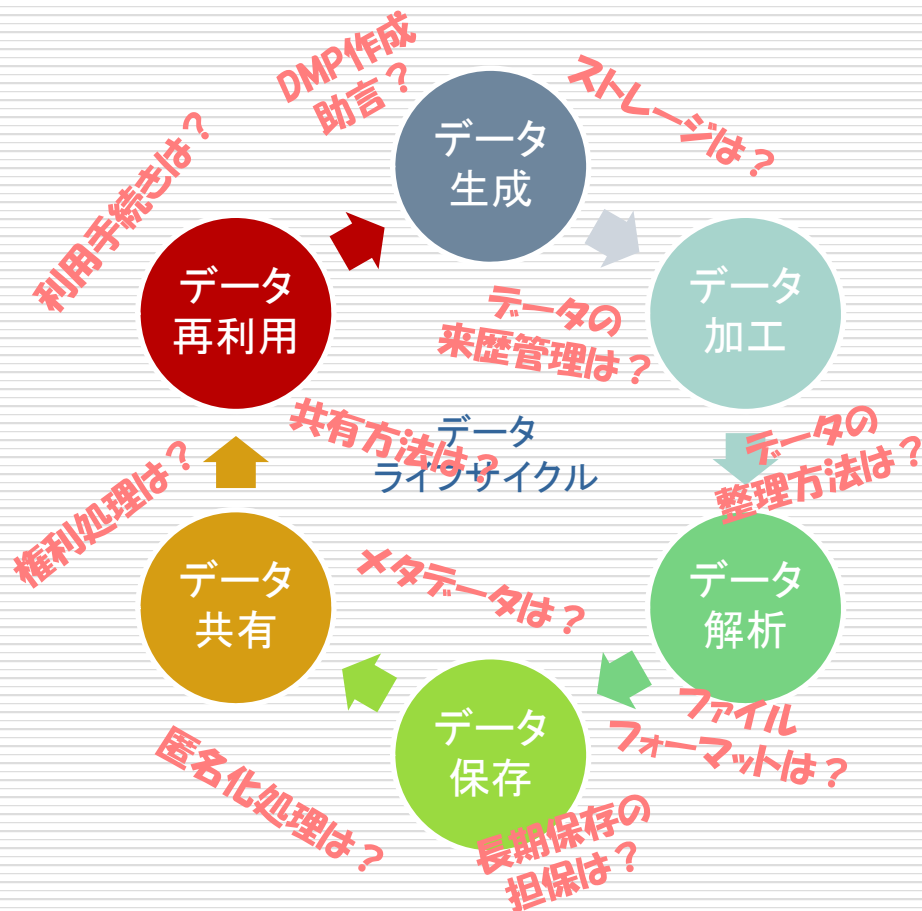 DMP作成
助言？
ストレージは？
データ
生成
利用手続きは？
データ
再利用
データの
来歴管理は？
データ
加工
共有方法は？
データ
ライフサイクル
データの
整理方法は？
権利処理は？
データ
共有
メタデータは？
データ
解析
ファイル
フォーマットは？
データ
保存
匿名化処理は？
長期保存の
担保は？